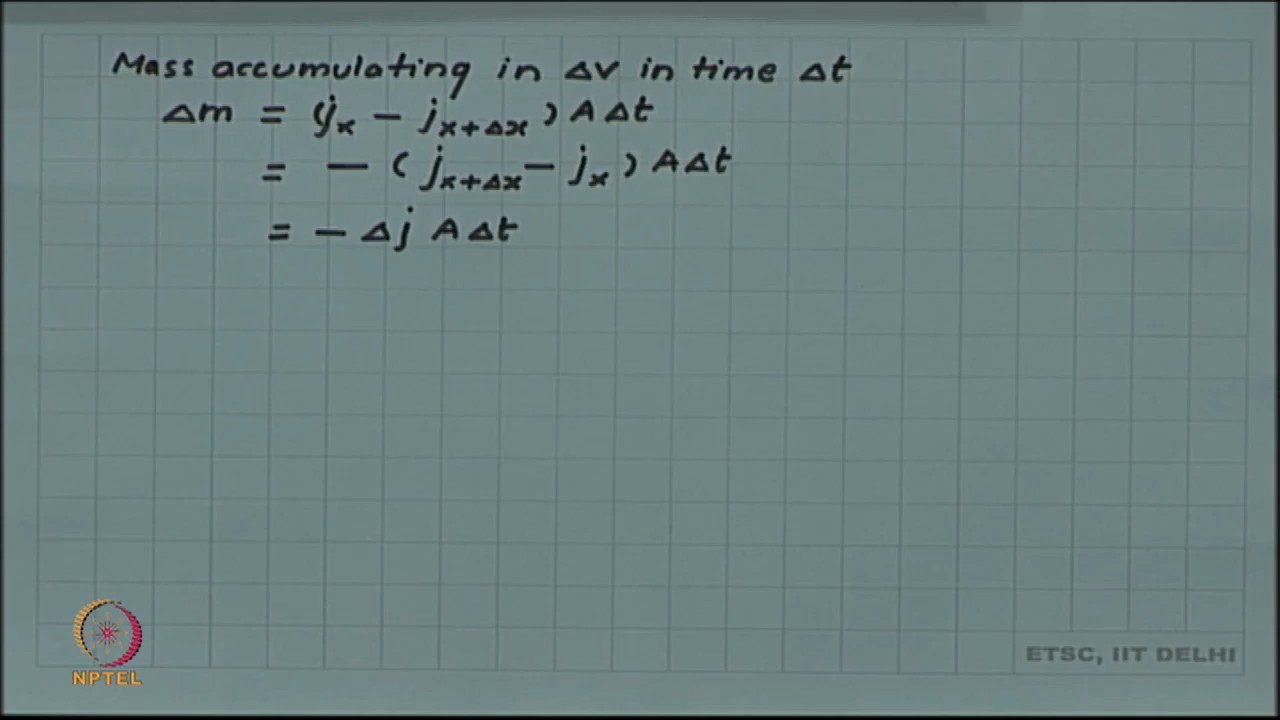 Mass accumulating in ΔV in time Δt
Δm = (jx - jx+Δx) A Δt
= - (jx+Δx - jx) A Δt
= - Δj A Δt
NPTEL
ETSC, IIT DELHI